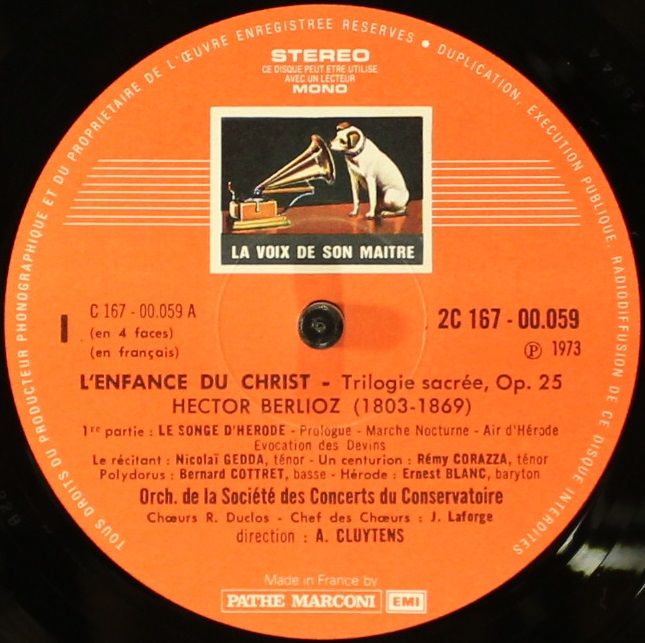 TOUS DROITS DU PRODUCTEUR PHONOGRAPHIQUE ET DU PROPRIETAIRE DE L'ŒUVRE ENREGISTREE RESERVES • DUPLICATION, EXECUTION PUBLIQUE, RADIODIFFUSION DE CE DISQUE INTERDITES
STEREO
CE DISQUE PEUT ETRE UTILISE
AVEC UN LECTEUR
MONO
LA VOIX DE SON MAITRE
I
C 167 - 00.059 A
(en 4 faces)
(en français)
2C 167 - 00.059
Ⓟ 1973
L'ENFANCE DU CHRIST - Trilogie sacrée, Op. 25
HECTOR BERLIOZ (1803-1869)
1re partie : LE SONGE D'HERODE - Prologue - Marche Nocturne - Air d'Hérode
Evocation des Devins
Le récitant : Nicolaï GEDDA, ténor - Un centurion : Rémy CORAZZA, ténor
Polydorus : Bernard COTTRET, basse - Hérode : Ernest BLANC, baryton
Orch. de la Société des Concerts du Conservatoire
Chœurs R. Duclos - Chef des Chœurs : J. Laforge
direction : A. CLUYTENS
Made in France by
PATHE MARCONI EMI